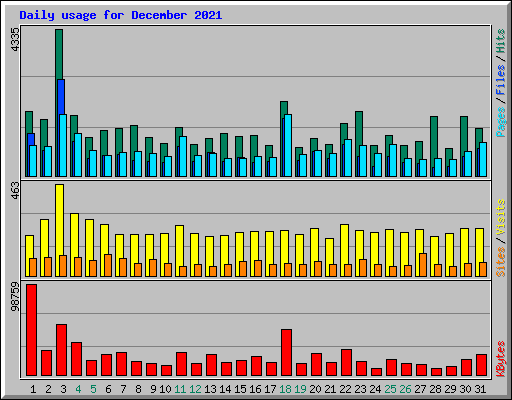 Daily usage for December 2021
4335
Pages / Files / Hits
463
Sites / Visits
98759
KBytes
1 2 3 4 5 6 7 8 9 10 11 12 13 14 15 16 17 18 19 20 21 22 23 24 25 26 27 28 29 30 31